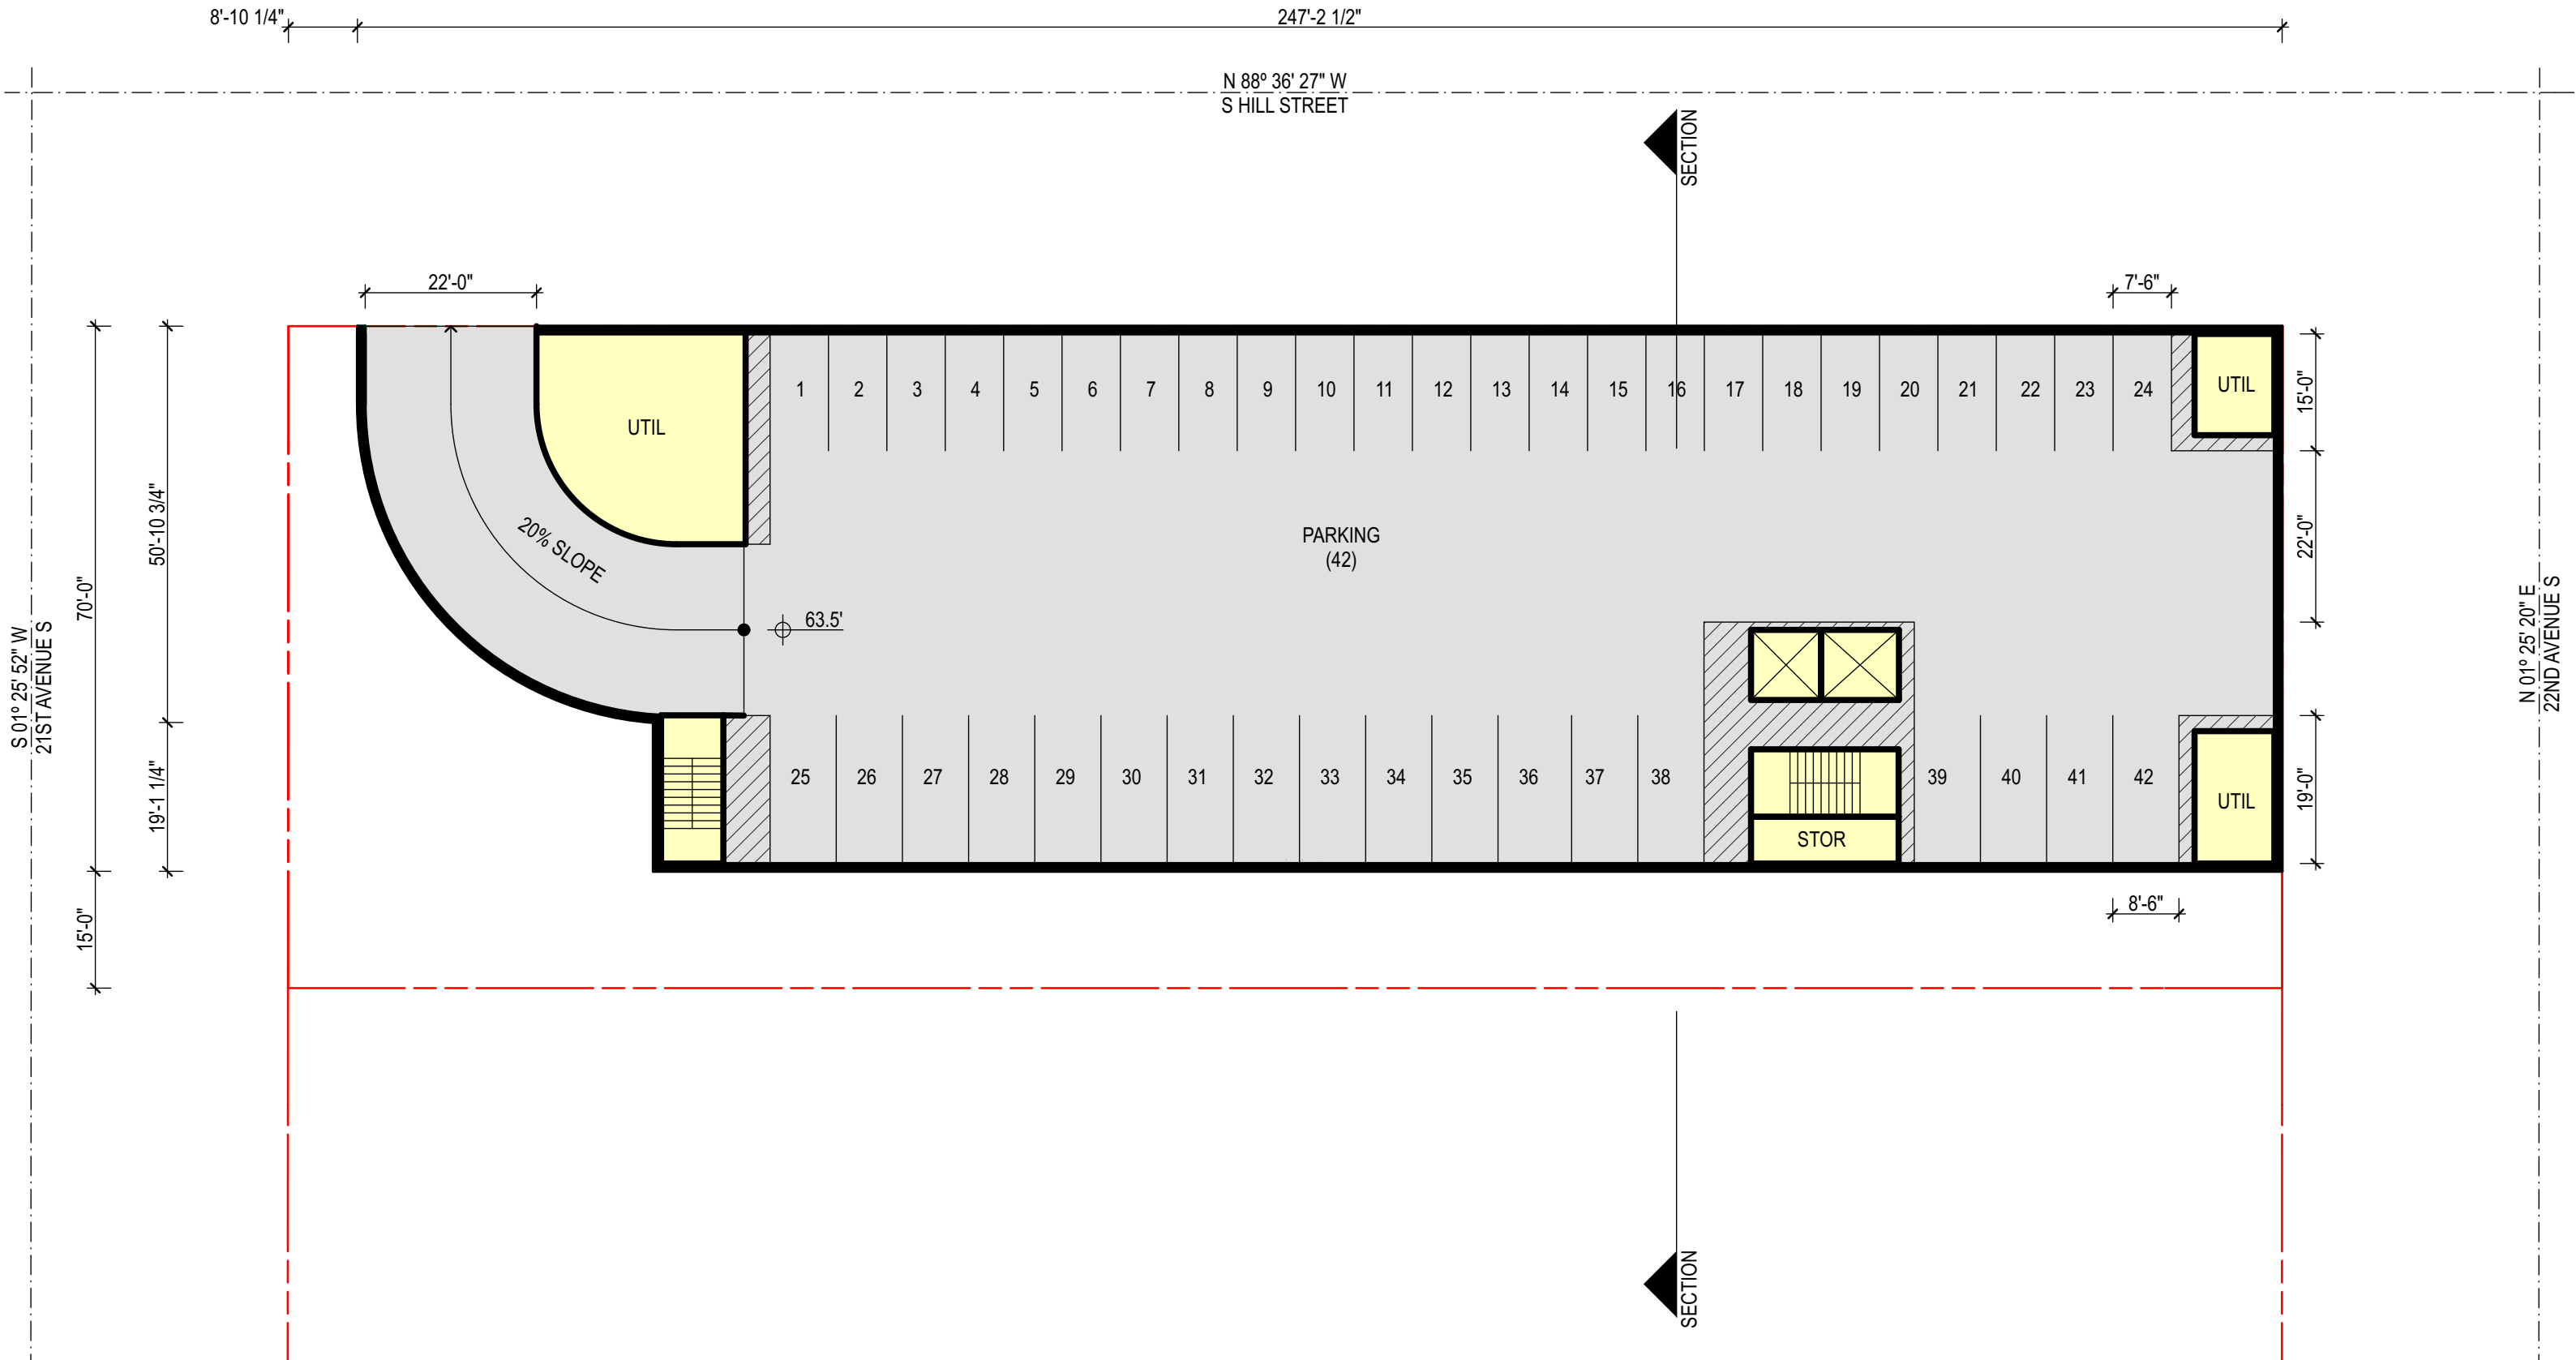 8'-10 1/4"
247'-2 1/2"
N 88º 36' 27" W
S HILL STREET
SECTION
22'-0"
7'-6"
1 2 3 4 5 6 7 8 9 10 11 12 13 14 15 16 17 18 19 20 21 22 23 24
UTIL
UTIL
15'-0"
20% SLOPE
PARKING
(42)
22'-0"
50'-10 3/4"
70'-0"
63.5'
S 01º 25' 52" W
21ST AVENUE S
N 01º 25' 20" E
22ND AVENUE S
25 26 27 28 29 30 31 32 33 34 35 36 37 38 39 40 41 42
19'-1 1/4"
STOR
UTIL
19'-0"
15'-0"
8'-6"
SECTION